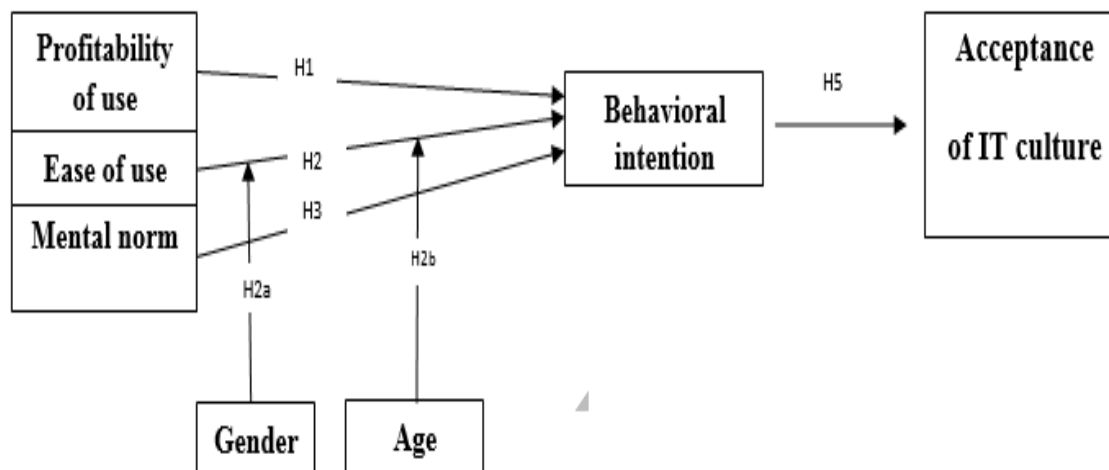 Profitability
of use
Ease of use
Mental norm
H1
H2
H3
H2a
H2b
Gender
Age
Behavioral
intention
H5
Acceptance
of IT culture